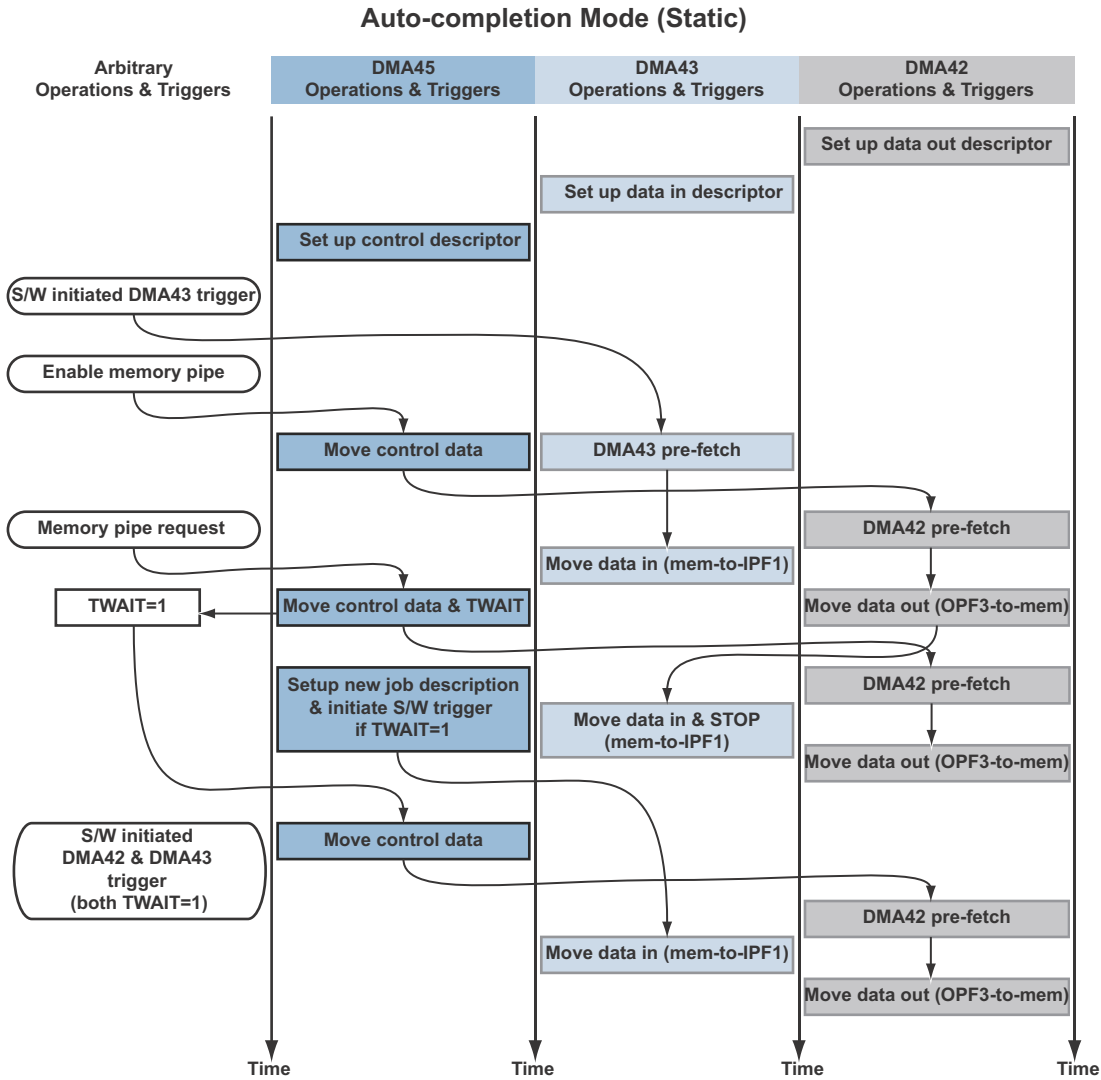 Auto-completion Mode (Static)
Arbitrary
Operations & Triggers
DMA45
Operations & Triggers
DMA43
Operations & Triggers
DMA42
Operations & Triggers
Set up data out descriptor
Set up data in descriptor
Set up control descriptor
S/W initiated DMA43 trigger
Enable memory pipe
Move control data
DMA43 pre-fetch
Memory pipe request
DMA42 pre-fetch
Move data in (mem-to-IPF1)
TWAIT=1
Move control data & TWAIT
Move data out (OPF3-to-mem)
Setup new job description
& initiate S/W trigger
if TWAIT=1
DMA42 pre-fetch
Move data in & STOP
(mem-to-IPF1)
Move data out (OPF3-to-mem)
S/W initiated
DMA42 & DMA43
trigger
(both TWAIT=1)
Move control data
DMA42 pre-fetch
Move data in (mem-to-IPF1)
Move data out (OPF3-to-mem)
Time
Time
Time
Time